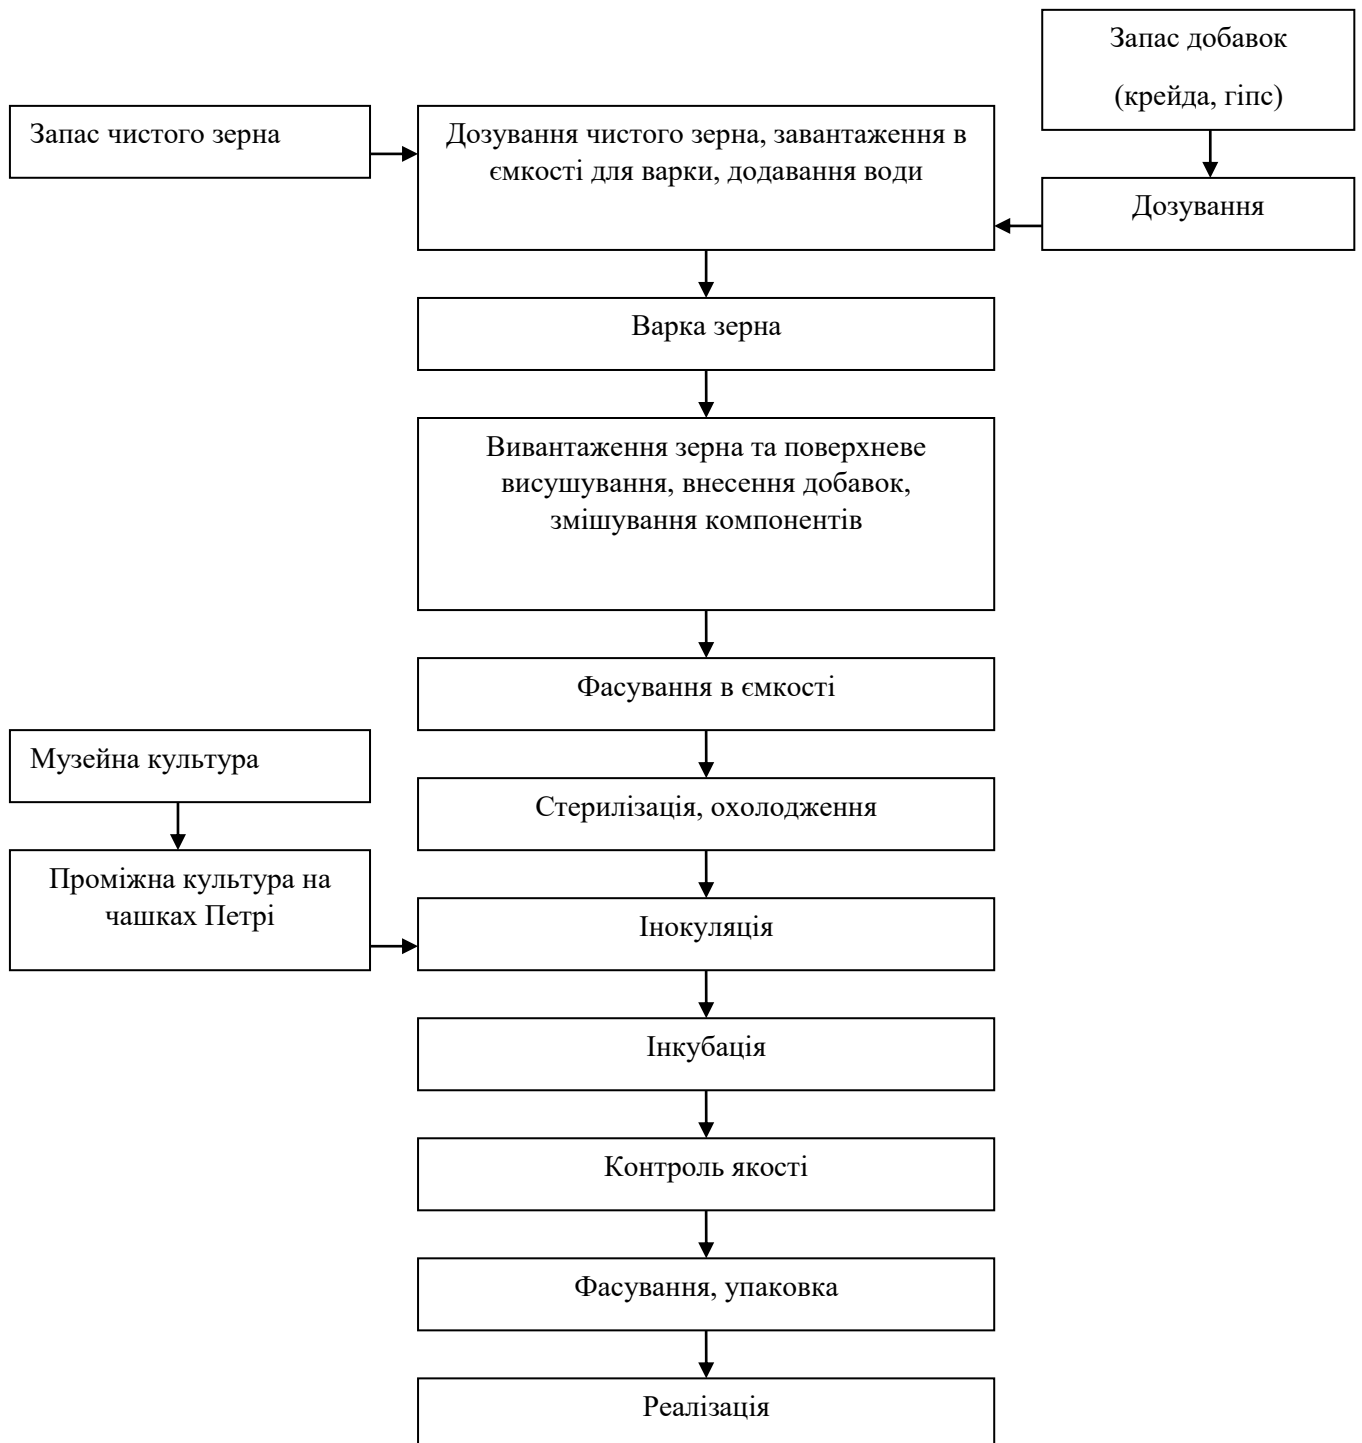 Запас добавок
(крейда, гіпс)
Запас чистого зерна
Дозування чистого зерна, завантаження в
ємкості для варки, додавання води
Дозування
Варка зерна
Вивантаження зерна та поверхневе
висушування, внесення добавок,
змішування компонентів
Фасування в ємкості
Музейна культура
Стерилізація, охолодження
Проміжна культура на
чашках Петрі
Інокуляція
Інкубація
Контроль якості
Фасування, упаковка
Реалізація